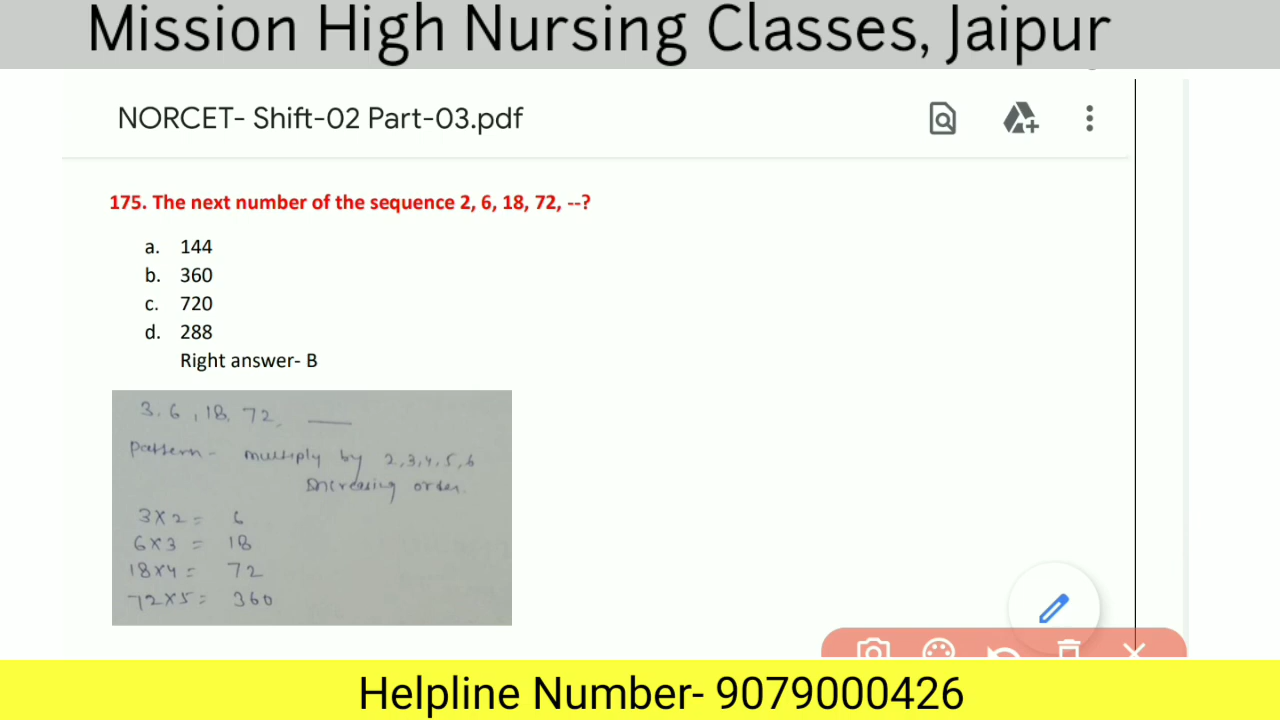 Mission High Nursing Classes, Jaipur
NORCET- Shift-02 Part-03.pdf
175. The next number of the sequence 2, 6, 18, 72, --?
a. 144
b. 360
c. 720
d. 288
Right answer- B
3, 6, 18, 72, ___
Pattern - multiply by 2,3,4,5,6
Increasing order.
3X2= 6
6X3 = 18
18X4= 72
72X5= 360
Helpline Number- 9079000426